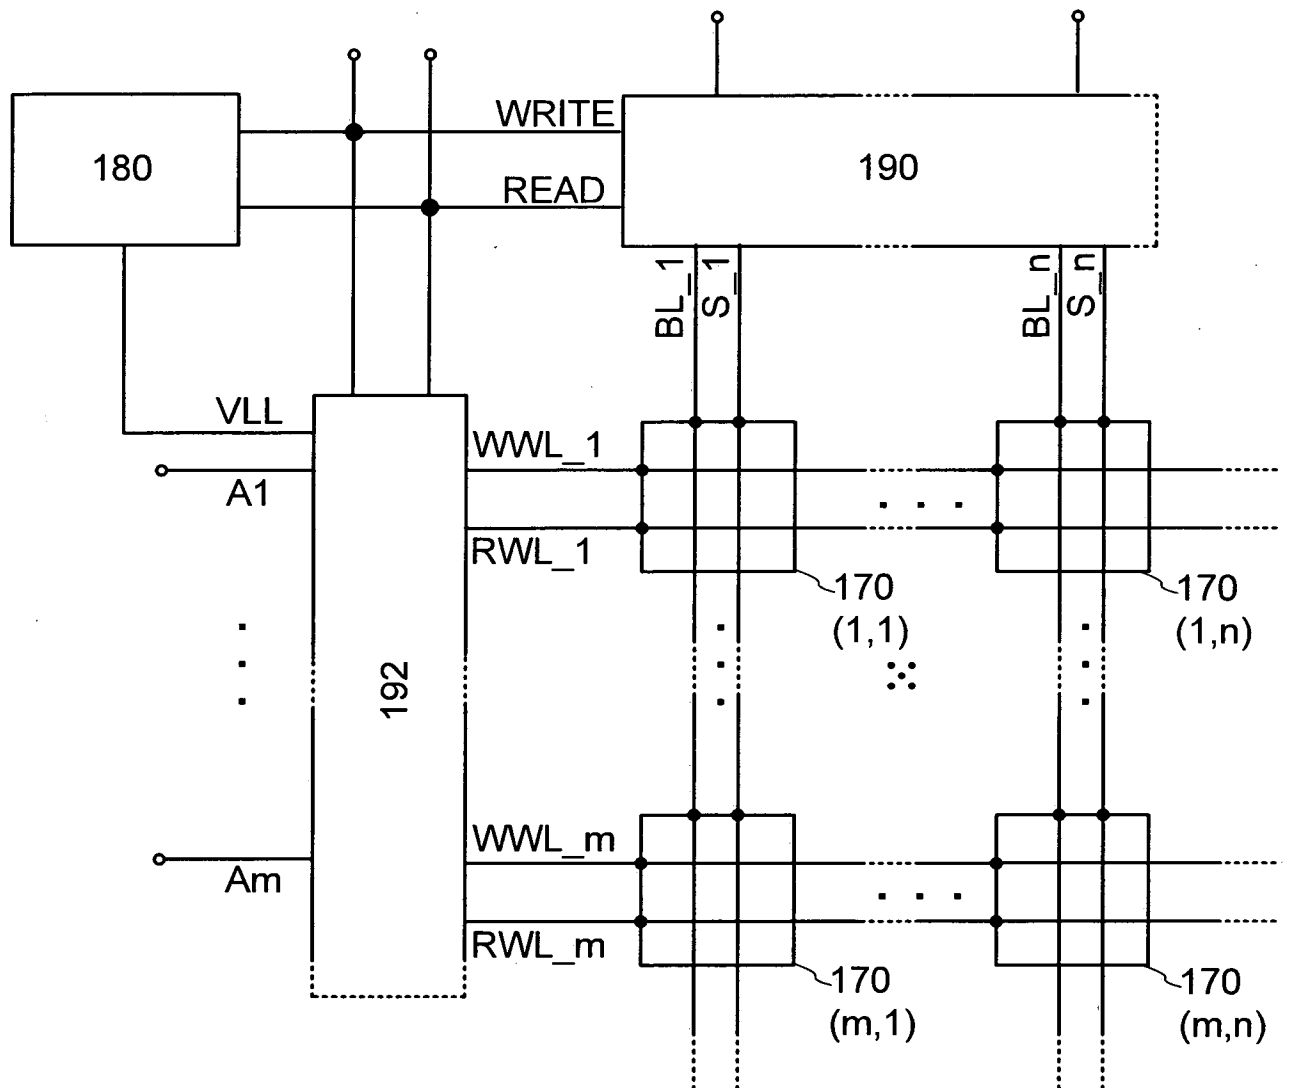 WRITE
180
190
READ
BL_1
S_1
BL_n
S_n
VLL
WWL_1
A1
RWL_1
170
(1,1)
170
(1,n)
192
WWL_m
Am
RWL_m
170
(m,1)
170
(m,n)